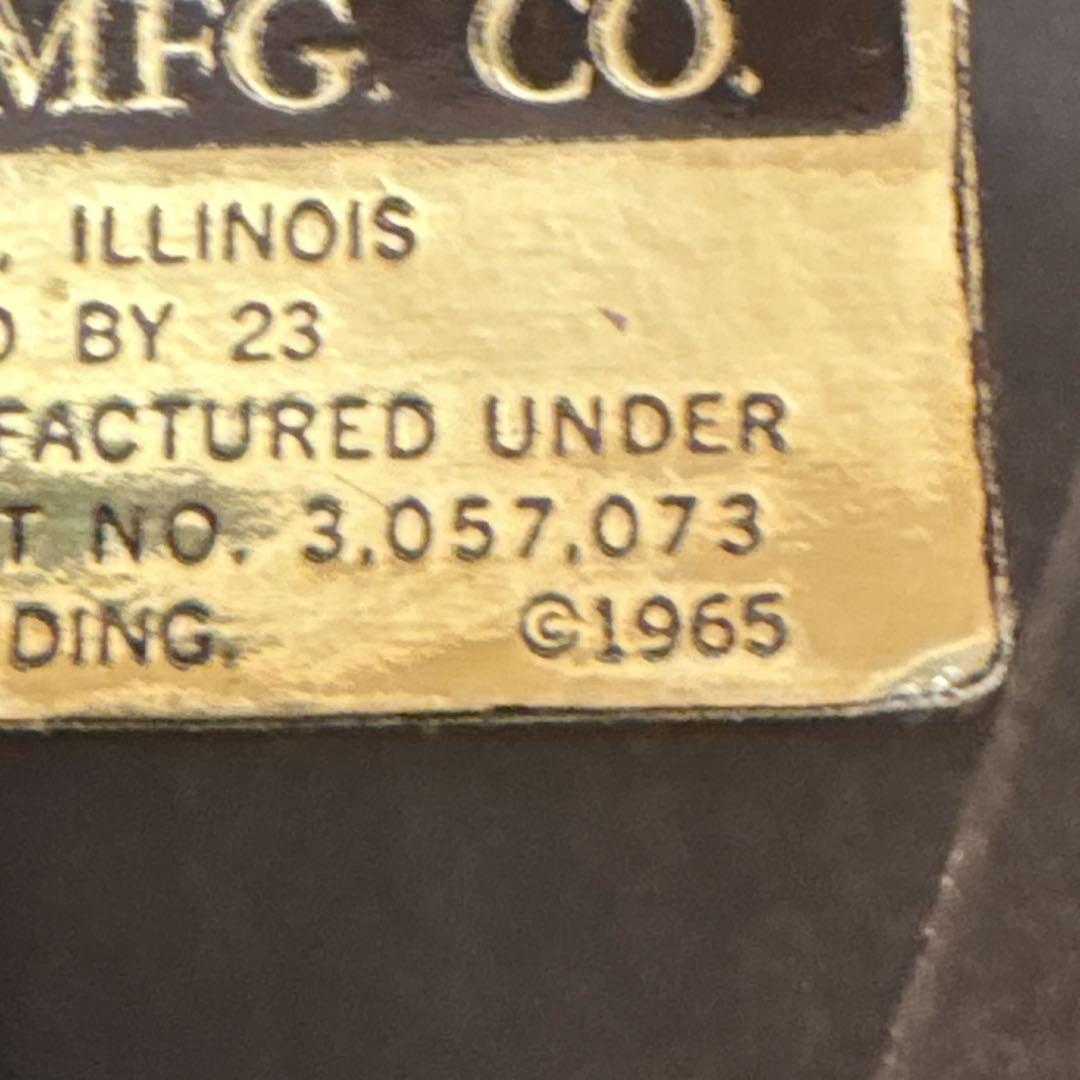 MFG. CO.
, ILLINOIS
D BY 23
FACTURED UNDER
T NO. 3,057,073
DING. ©1965